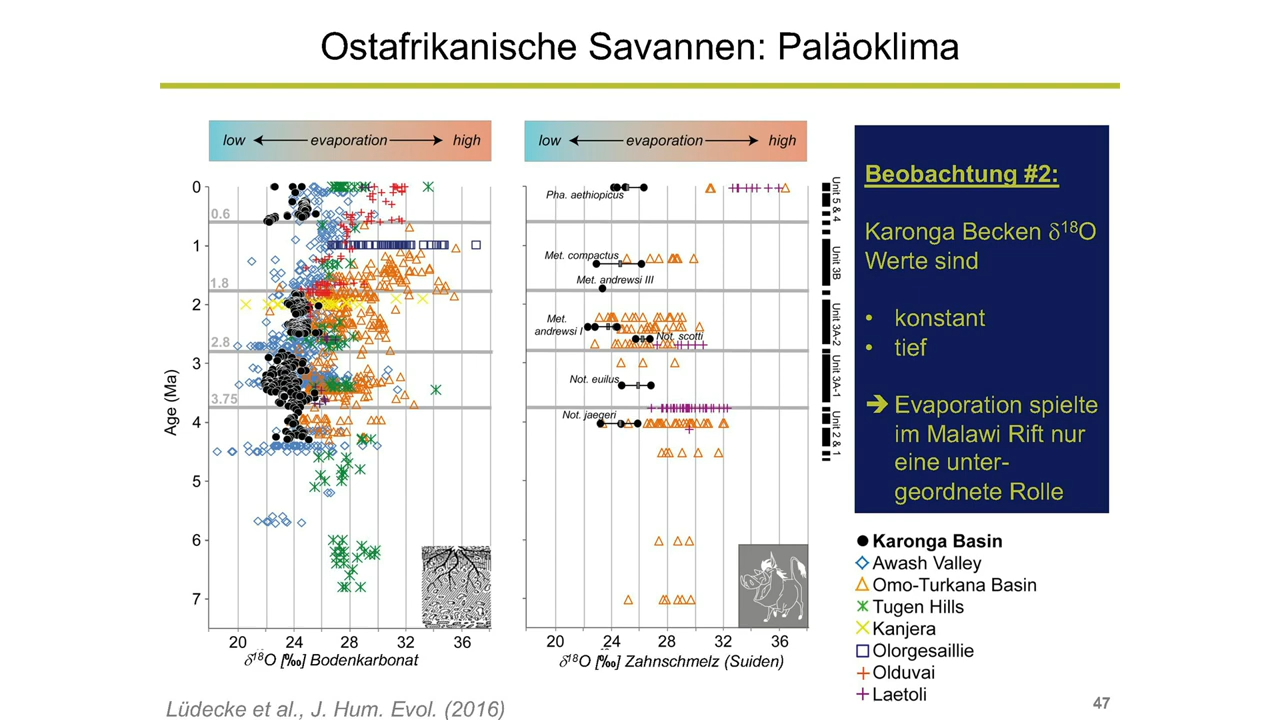 Ostafrikanische Savannen: Paläoklima
low evaporation high
low evaporation high
0
0.6
1
1.8
2
2.8
3
3.75
4
5
6
7
Age (Ma)
20 24 28 32 36
δ18O [‰] Bodenkarbonat
Pha. aethiopicus
Met. compactus
Met. andrewsi III
Met.
andrewsi I
Not. scotti
Not. euilus
Not. jaegeri
20 24 28 32 36
δ18O [‰] Zahnschmelz (Suiden)
Unit 5 & 4
Unit 3B
Unit 3A-2
Unit 3A-1
Unit 2 & 1
Beobachtung #2:
Karonga Becken δ18O
Werte sind
• konstant
• tief
➔ Evaporation spielte
im Malawi Rift nur
eine unter-
geordnete Rolle
Karonga Basin
Awash Valley
Omo-Turkana Basin
Tugen Hills
Kanjera
Olorgesaillie
Olduvai
Laetoli
Lüdecke et al., J. Hum. Evol. (2016)
47